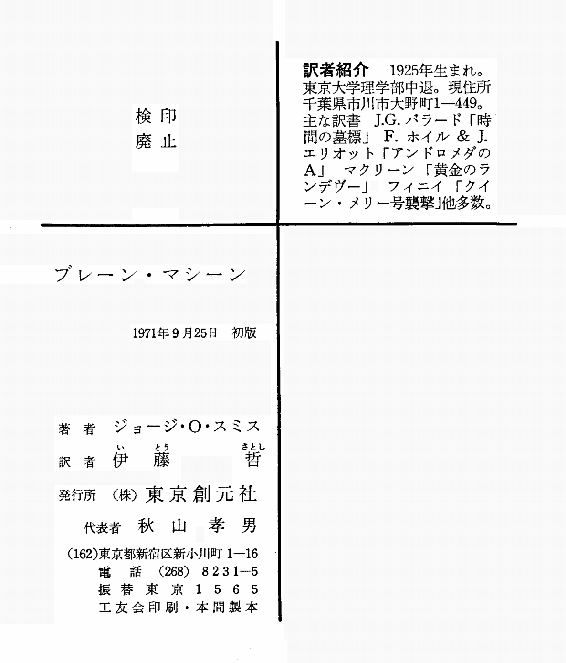 検印
廃止
訳者紹介 1925年生まれ。
東京大学理学部中退。現住所
千葉県市川市大野町1—449。
主な訳書 J.G.バラード「時
間の墓標」 F. ホイル & J.
エリオット「アンドロメダの
A」 マクリーン「黄金のラ
ンデヴー」 フィニイ「クイ
ーン・メリー号襲撃」他多数。
ブレーン・マシーン
1971年9月25日 初版
著者 ジョージ・O・スミス
いとう さとし
訳者 伊藤 哲
発行所 (株) 東京創元社
代表者 秋山孝男
(162)東京都新宿区新小川町1—16
電話 (268) 8231—5
振替東京1565
工友会印刷・本間製本